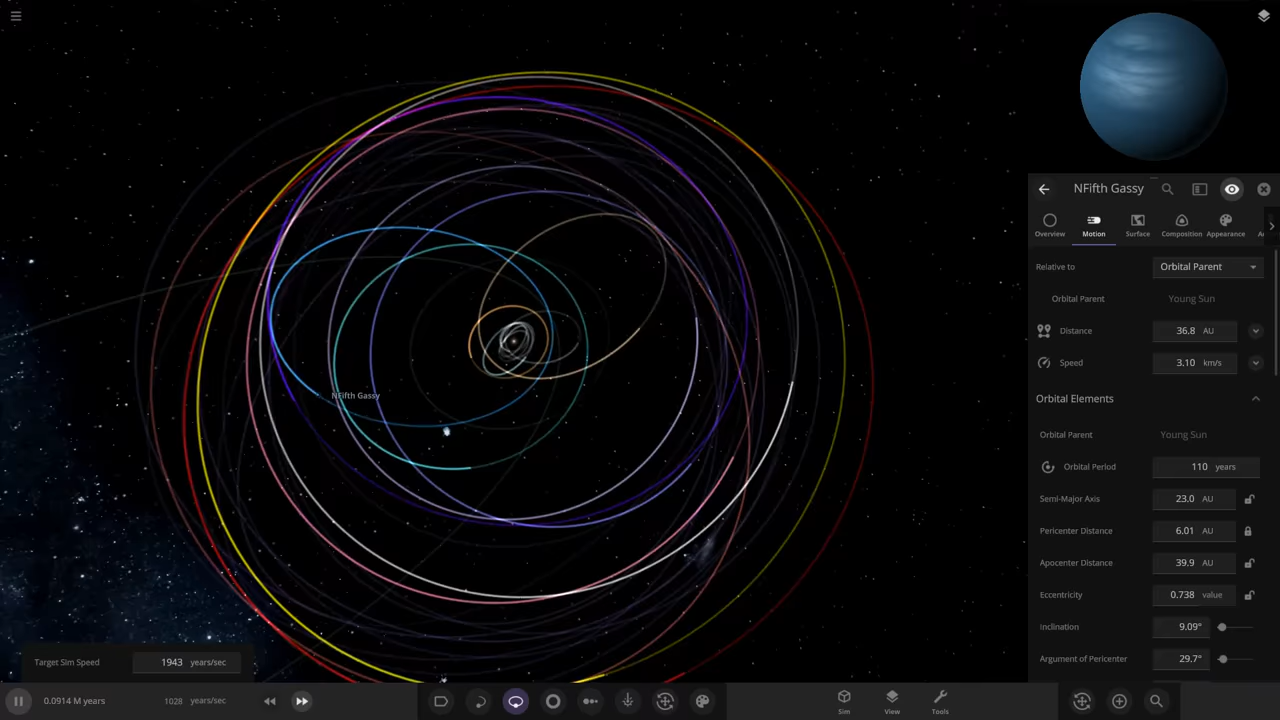 NFifth Gassy
Overview
Motion
Surface
Composition
Appearance
Relative to
Orbital Parent
Orbital Parent
Young Sun
Distance
36.8 AU
Speed
3.10 km/s
Orbital Elements
Orbital Parent
Young Sun
Orbital Period
110 years
Semi-Major Axis
23.0 AU
Pericenter Distance
6.01 AU
Apocenter Distance
39.9 AU
Eccentricity
0.738 value
Inclination
9.09°
Argument of Pericenter
29.7°
NFifth Gassy
Target Sim Speed
1943 years/sec
0.0914 M years
1028 years/sec
Sim
View
Tools